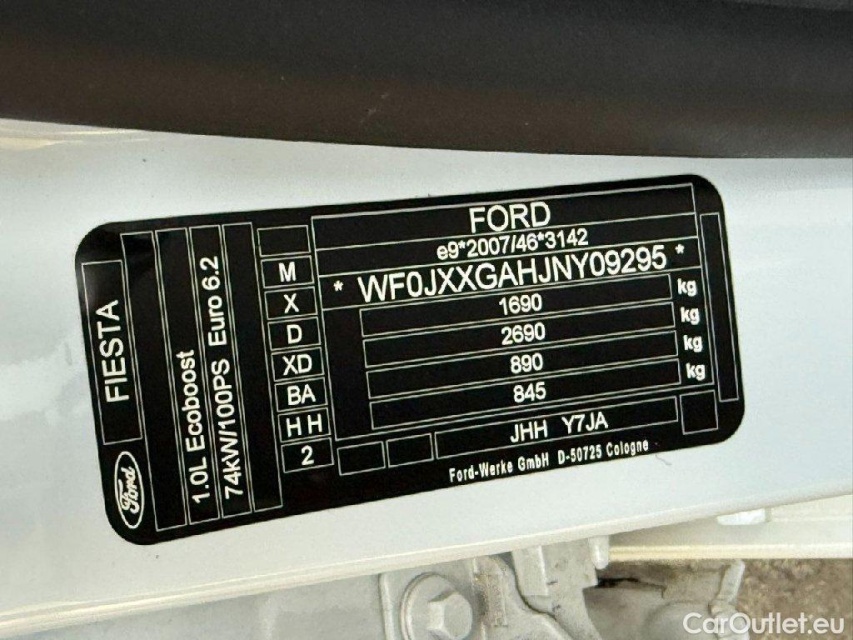 FORD
e9*2007/46*3142
* WF0JXXGAHJNY09295 *
1690 kg
2690 kg
890 kg
845 kg
JHH Y7JA
Ford-Werke GmbH D-50725 Cologne
M
X
D
XD
BA
H H
2
1.0L Ecoboost
74kW/100PS Euro 6.2
FIESTA
Ford
CarOutlet.eu